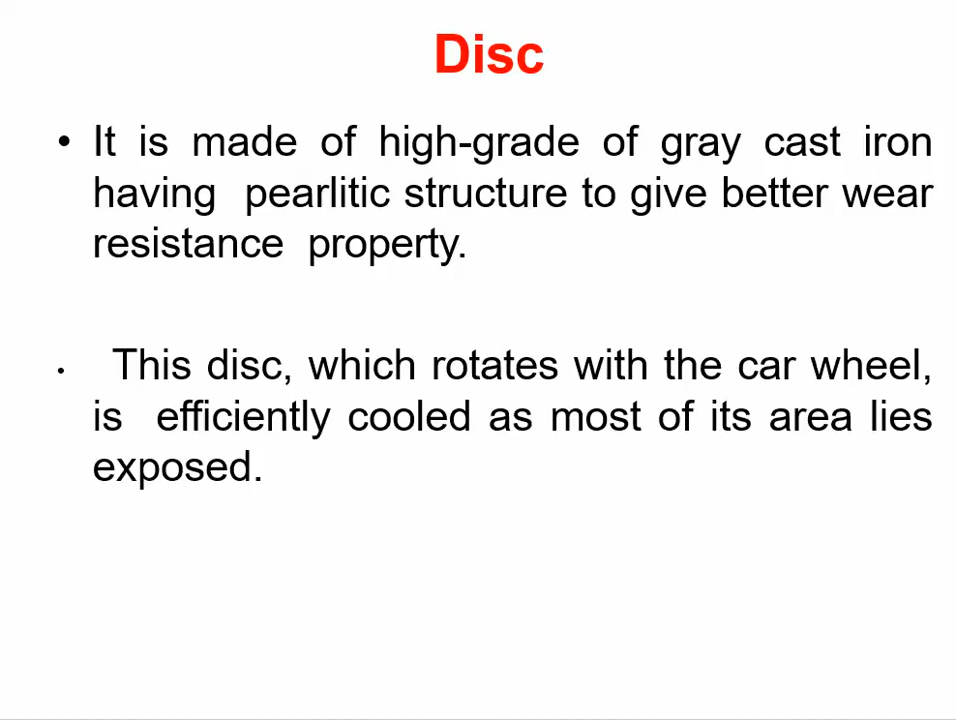 Disc
• It is made of high-grade of gray cast iron
having  pearlitic structure to give better wear
resistance  property.
•  This disc, which rotates with the car wheel,
is  efficiently cooled as most of its area lies
exposed.